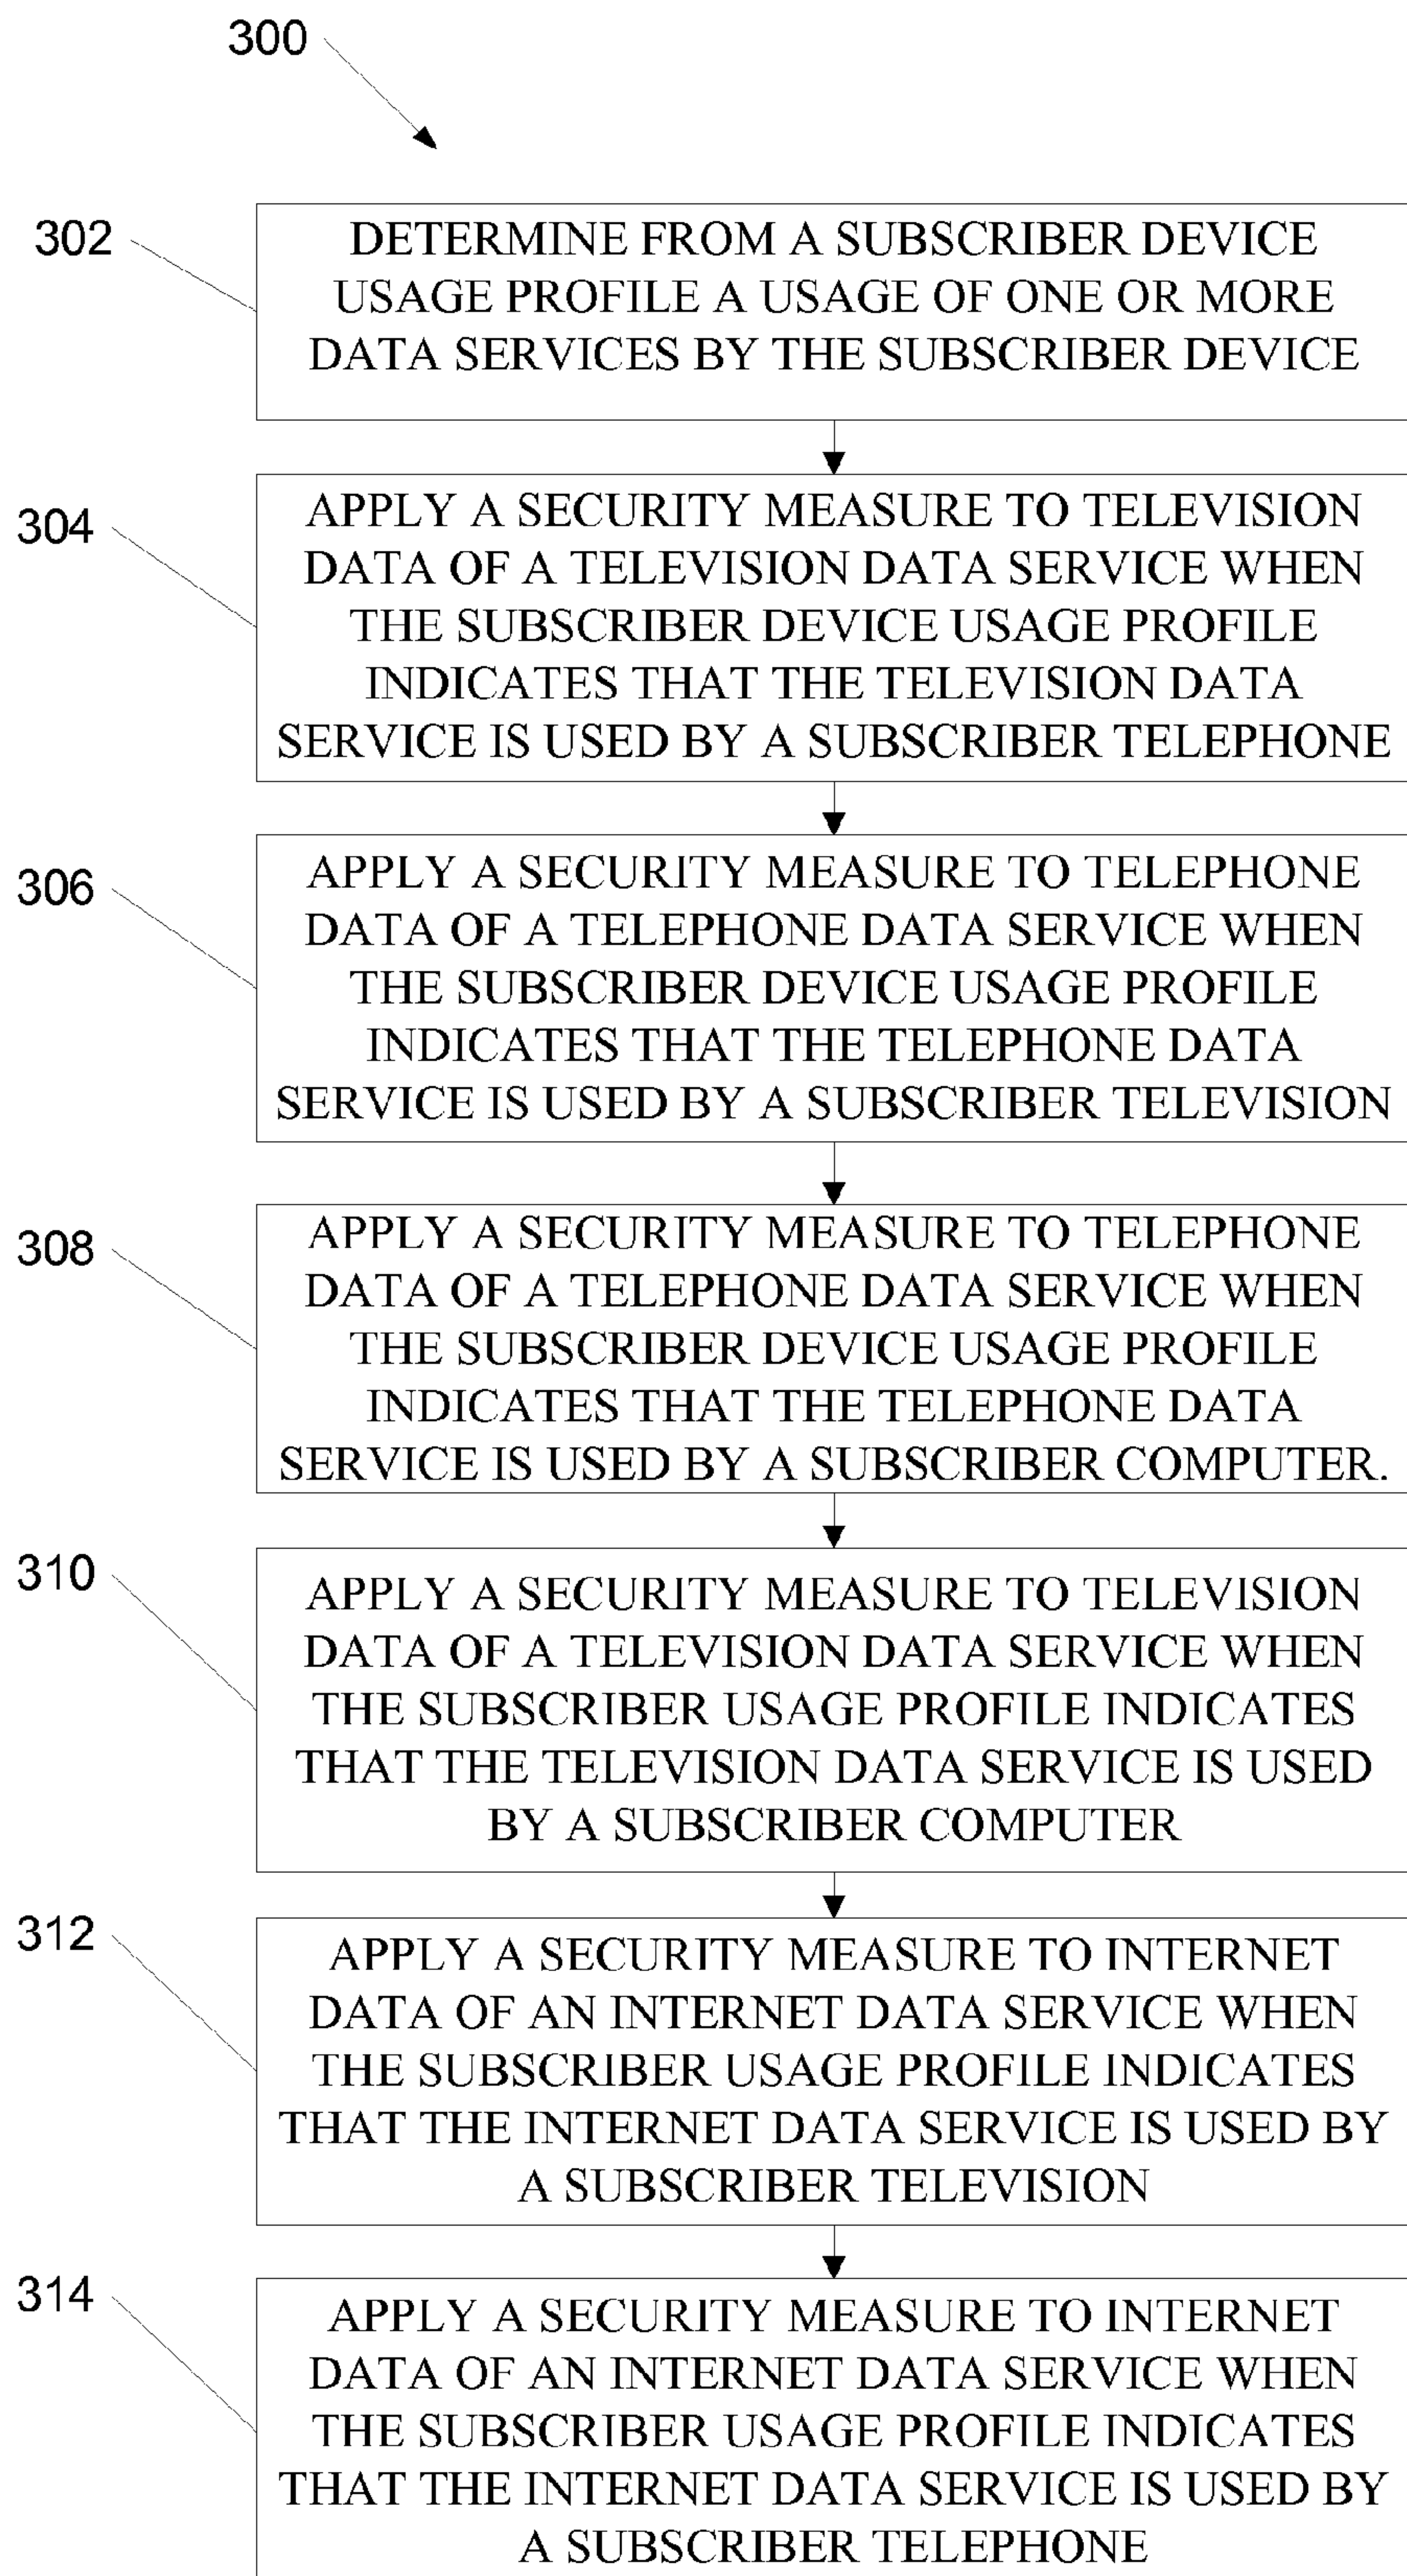 300
302
DETERMINE FROM A SUBSCRIBER DEVICE
USAGE PROFILE A USAGE OF ONE OR MORE
DATA SERVICES BY THE SUBSCRIBER DEVICE
304
APPLY A SECURITY MEASURE TO TELEVISION
DATA OF A TELEVISION DATA SERVICE WHEN
THE SUBSCRIBER DEVICE USAGE PROFILE
INDICATES THAT THE TELEVISION DATA
SERVICE IS USED BY A SUBSCRIBER TELEPHONE
306
APPLY A SECURITY MEASURE TO TELEPHONE
DATA OF A TELEPHONE DATA SERVICE WHEN
THE SUBSCRIBER DEVICE USAGE PROFILE
INDICATES THAT THE TELEPHONE DATA
SERVICE IS USED BY A SUBSCRIBER TELEVISION
308
APPLY A SECURITY MEASURE TO TELEPHONE
DATA OF A TELEPHONE DATA SERVICE WHEN
THE SUBSCRIBER DEVICE USAGE PROFILE
INDICATES THAT THE TELEPHONE DATA
SERVICE IS USED BY A SUBSCRIBER COMPUTER.
310
APPLY A SECURITY MEASURE TO TELEVISION
DATA OF A TELEVISION DATA SERVICE WHEN
THE SUBSCRIBER USAGE PROFILE INDICATES
THAT THE TELEVISION DATA SERVICE IS USED
BY A SUBSCRIBER COMPUTER
312
APPLY A SECURITY MEASURE TO INTERNET
DATA OF AN INTERNET DATA SERVICE WHEN
THE SUBSCRIBER USAGE PROFILE INDICATES
THAT THE INTERNET DATA SERVICE IS USED BY
A SUBSCRIBER TELEVISION
314
APPLY A SECURITY MEASURE TO INTERNET
DATA OF AN INTERNET DATA SERVICE WHEN
THE SUBSCRIBER USAGE PROFILE INDICATES
THAT THE INTERNET DATA SERVICE IS USED BY
A SUBSCRIBER TELEPHONE